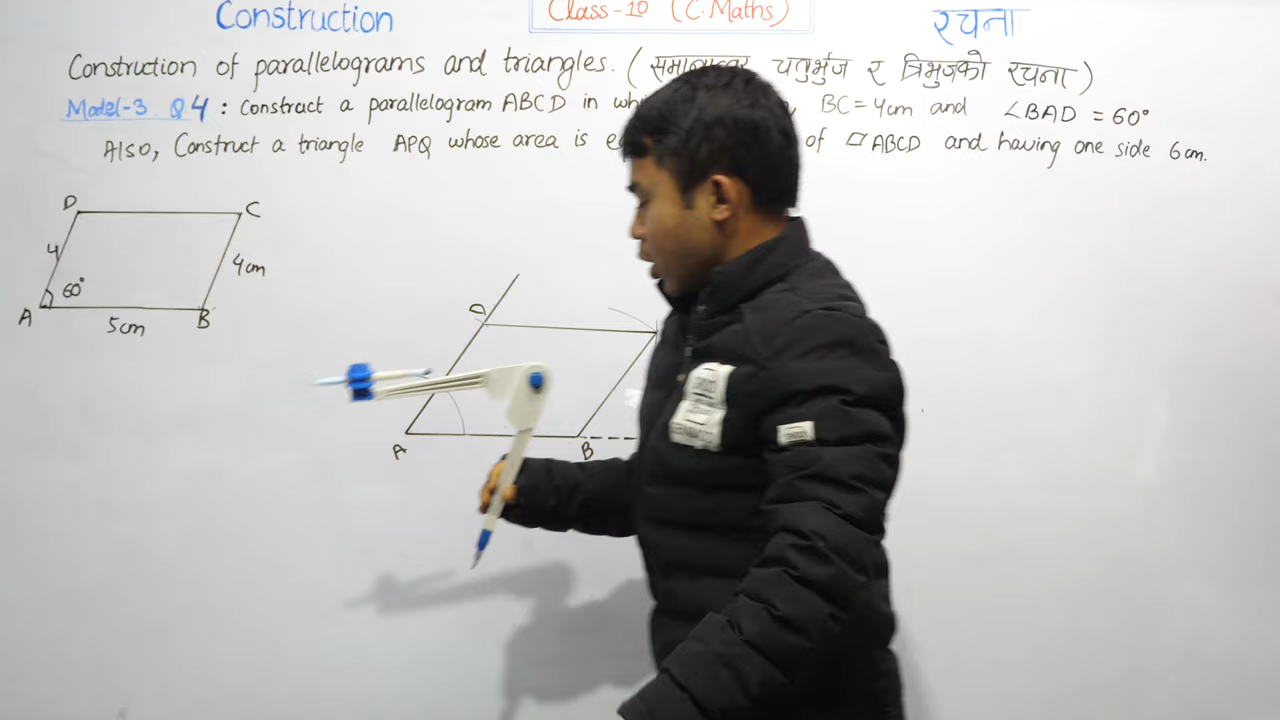 Construction
Class-10 (C.Maths)
रचना
Construction of parallelograms and triangles. (समानान्तर चतुर्भुज र त्रिभुजको रचना)
Model-3 Q4 : Construct a parallelogram ABCD in BC = 4cm and ∠BAD = 60°
Also, Construct a triangle APQ whose area is of ▱ABCD and having one side 6cm.
D C
4 4cm
60°
A 5cm B
D
A B